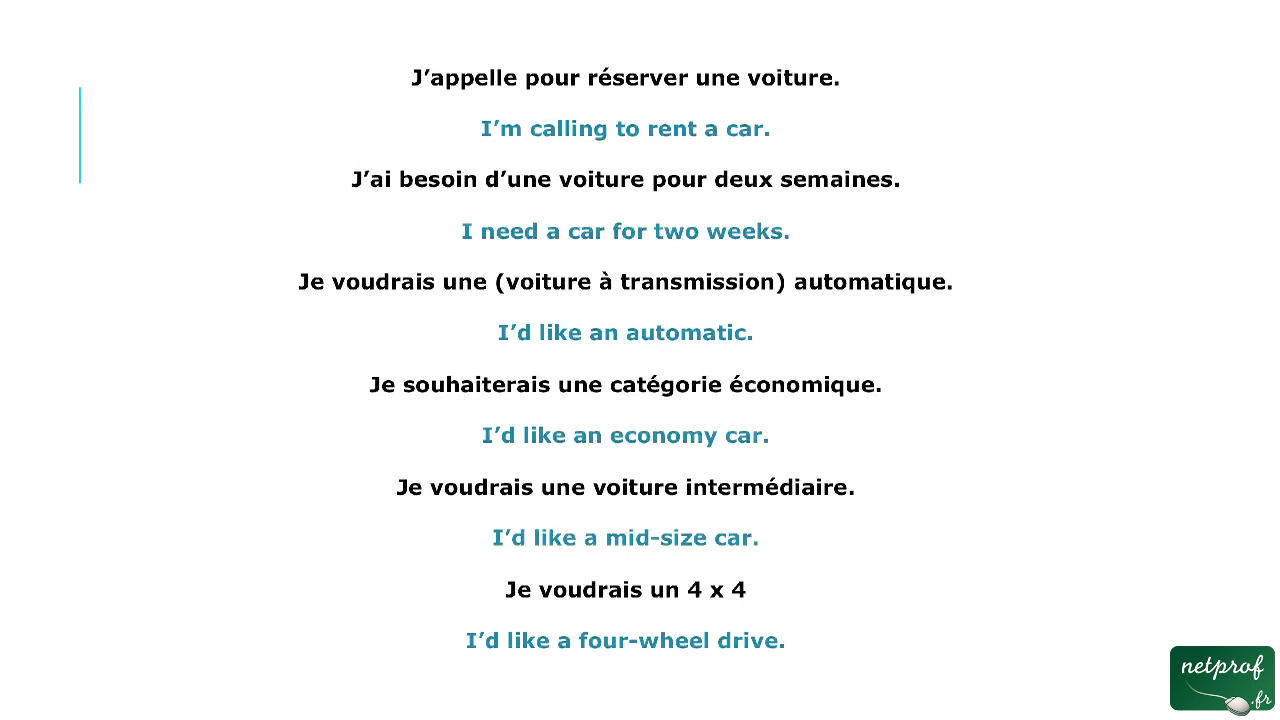 J’appelle pour réserver une voiture.
I’m calling to rent a car.
J’ai besoin d’une voiture pour deux semaines.
I need a car for two weeks.
Je voudrais une (voiture à transmission) automatique.
I’d like an automatic.
Je souhaiterais une catégorie économique.
I’d like an economy car.
Je voudrais une voiture intermédiaire.
I’d like a mid-size car.
Je voudrais un 4 x 4
I’d like a four-wheel drive.
netprof
.fr